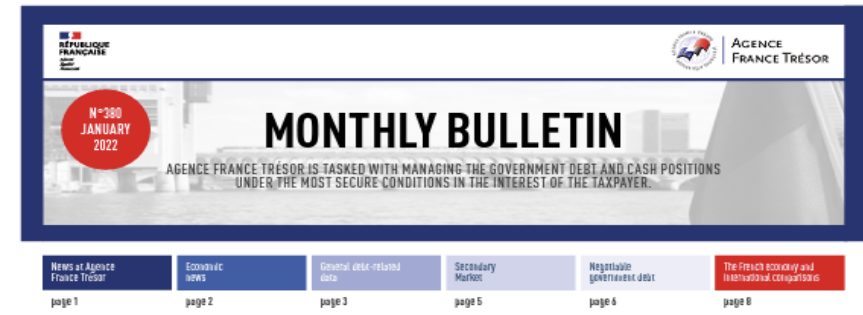 RÉPUBLIQUE
FRANÇAISE
Liberté
Égalité
Fraternité
AGENCE
FRANCE TRÉSOR
N°380
JANUARY
2022
MONTHLY BULLETIN
AGENCE FRANCE TRÉSOR IS TASKED WITH MANAGING THE GOVERNMENT DEBT AND CASH POSITIONS
UNDER THE MOST SECURE CONDITIONS IN THE INTEREST OF THE TAXPAYER.
News at Agence
France Trésor
page 1
Economic
news
page 2
General debt-related
data
page 3
Secondary
Market
page 5
Negotiable
government debt
page 6
The French economy and
international comparisons
page 8